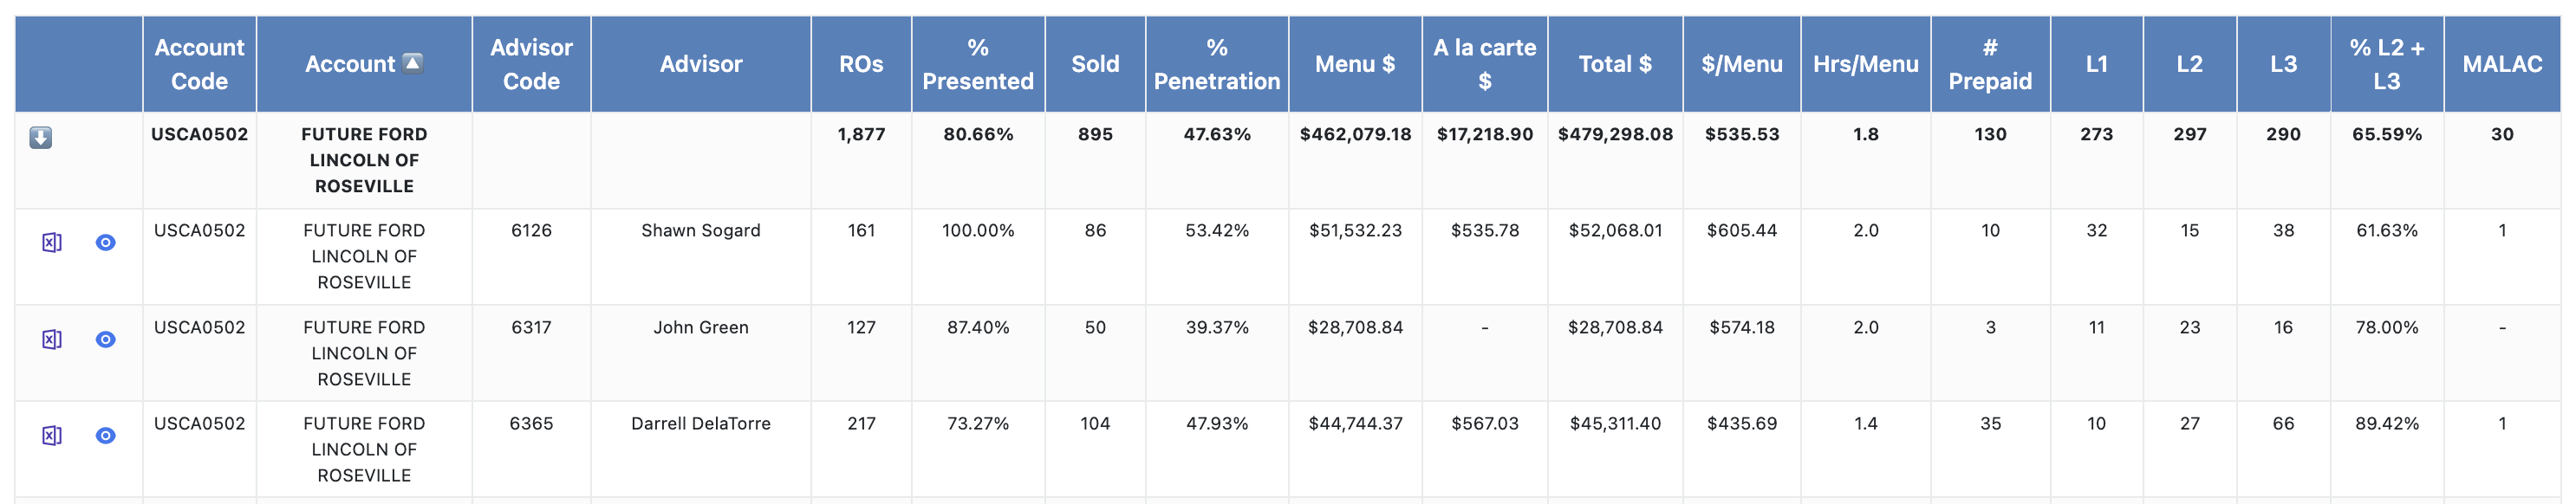 Account Code | Account | Advisor Code | Advisor | ROs | % Presented | Sold | % Penetration | Menu $ | A la carte $ | Total $ | $/Menu | Hrs/Menu | # Prepaid | L1 | L2 | L3 | % L2 + L3 | MALAC
USCA0502 | FUTURE FORD LINCOLN OF ROSEVILLE | | | 1,877 | 80.66% | 895 | 47.63% | $462,079.18 | $17,218.90 | $479,298.08 | $535.53 | 1.8 | 130 | 273 | 297 | 290 | 65.59% | 30
USCA0502 | FUTURE FORD LINCOLN OF ROSEVILLE | 6126 | Shawn Sogard | 161 | 100.00% | 86 | 53.42% | $51,532.23 | $535.78 | $52,068.01 | $605.44 | 2.0 | 10 | 32 | 15 | 38 | 61.63% | 1
USCA0502 | FUTURE FORD LINCOLN OF ROSEVILLE | 6317 | John Green | 127 | 87.40% | 50 | 39.37% | $28,708.84 | - | $28,708.84 | $574.18 | 2.0 | 3 | 11 | 23 | 16 | 78.00% | -
USCA0502 | FUTURE FORD LINCOLN OF ROSEVILLE | 6365 | Darrell DelaTorre | 217 | 73.27% | 104 | 47.93% | $44,744.37 | $567.03 | $45,311.40 | $435.69 | 1.4 | 35 | 10 | 27 | 66 | 89.42% | 1